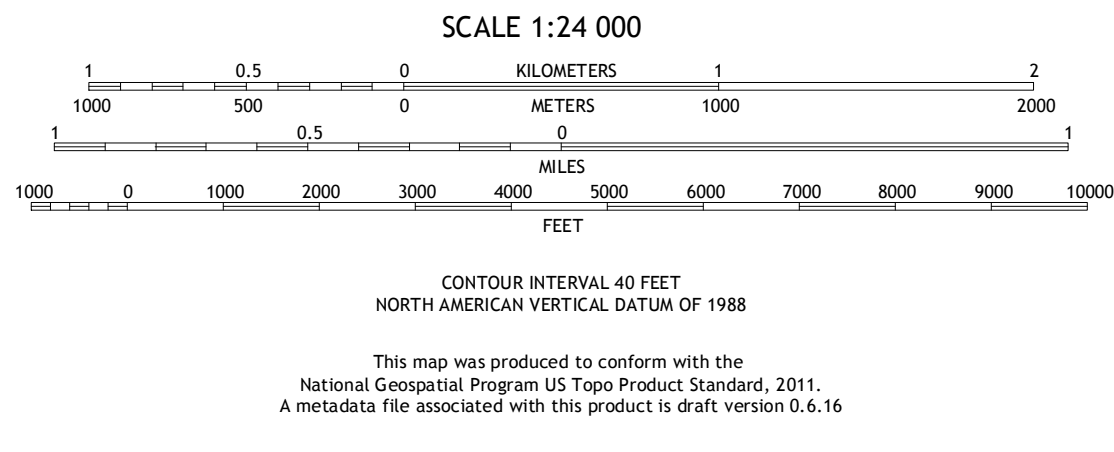 SCALE 1:24 000
1 0.5 0 KILOMETERS 1 2
1000 500 0 METERS 1000 2000
1 0.5 0 1
MILES
1000 0 1000 2000 3000 4000 5000 6000 7000 8000 9000 10000
FEET
CONTOUR INTERVAL 40 FEET
NORTH AMERICAN VERTICAL DATUM OF 1988
This map was produced to conform with the
National Geospatial Program US Topo Product Standard, 2011.
A metadata file associated with this product is draft version 0.6.16